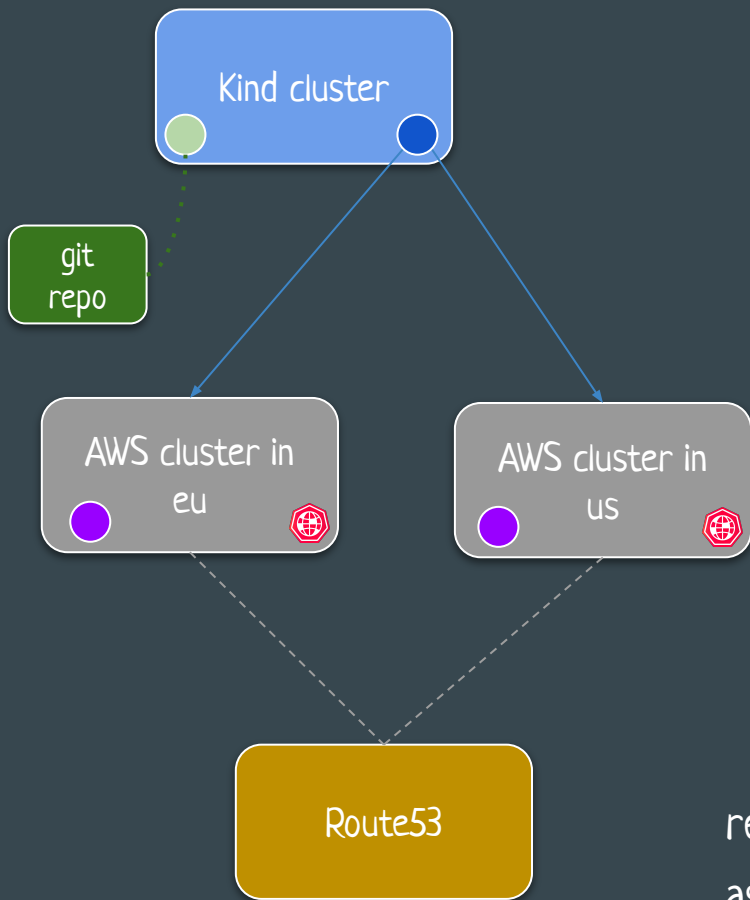 Kind cluster
git
repo
AWS cluster in
eu
AWS cluster in
us
Route53